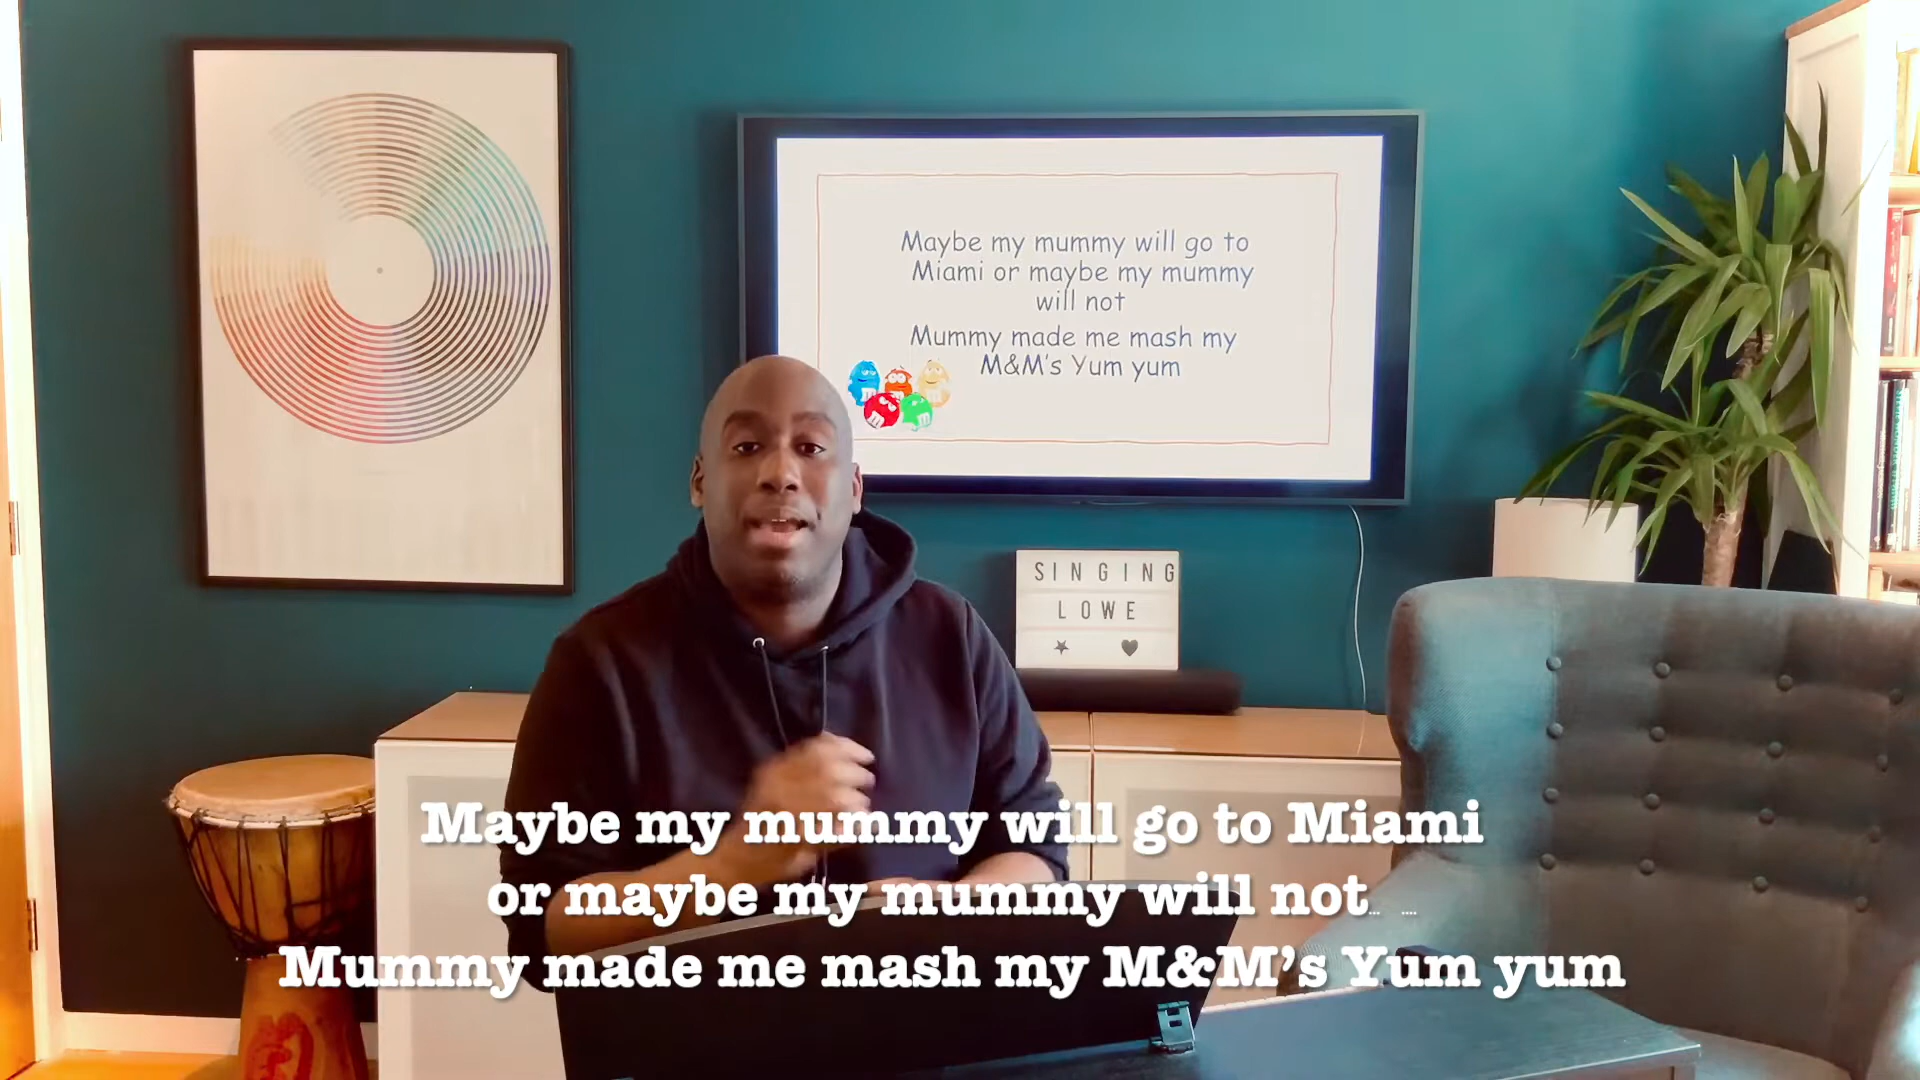 Maybe my mummy will go to
Miami or maybe my mummy
will not
Mummy made me mash my
M&M's Yum yum
SINGING
LOWE
Maybe my mummy will go to Miami
or maybe my mummy will not... ....
Mummy made me mash my M&M’s Yum yum